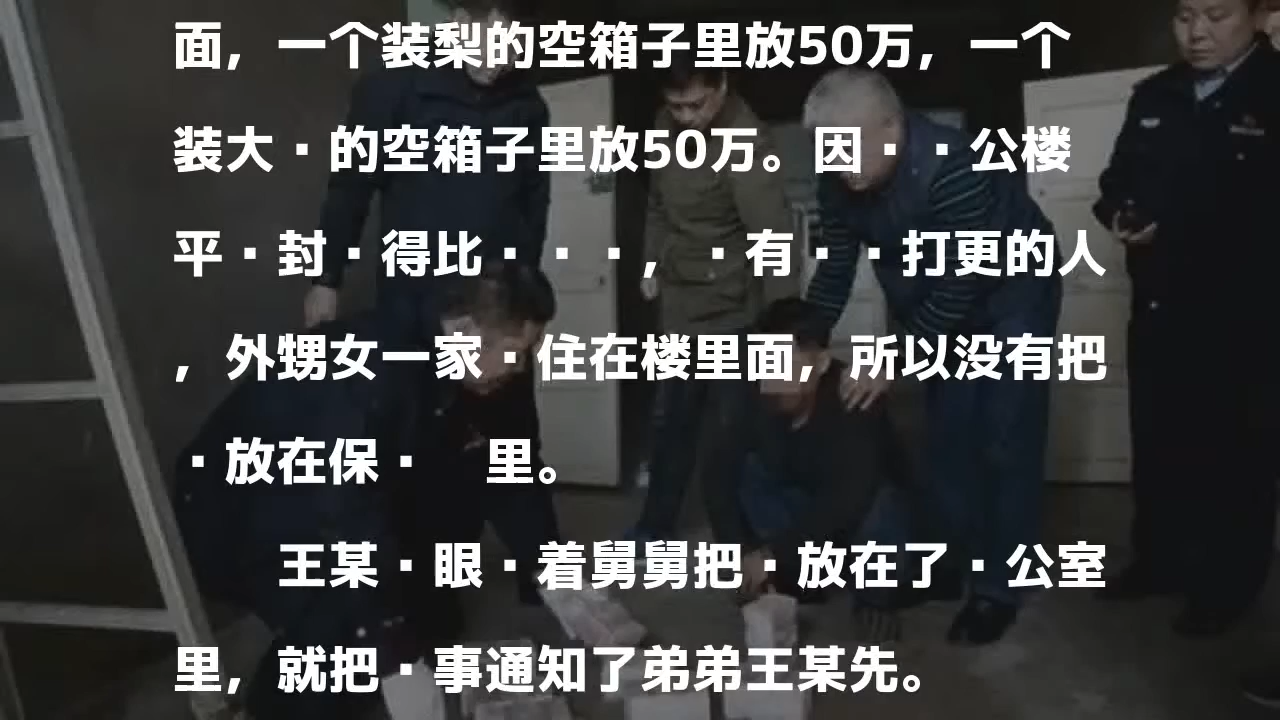 面，一个装梨的空箱子里放50万，一个
装大·的空箱子里放50万。因··公楼
平·封·得比···，·有··打更的人
，外甥女一家·住在楼里面，所以没有把
·放在保·　里。
王某·眼·着舅舅把·放在了·公室
里，就把·事通知了弟弟王某先。